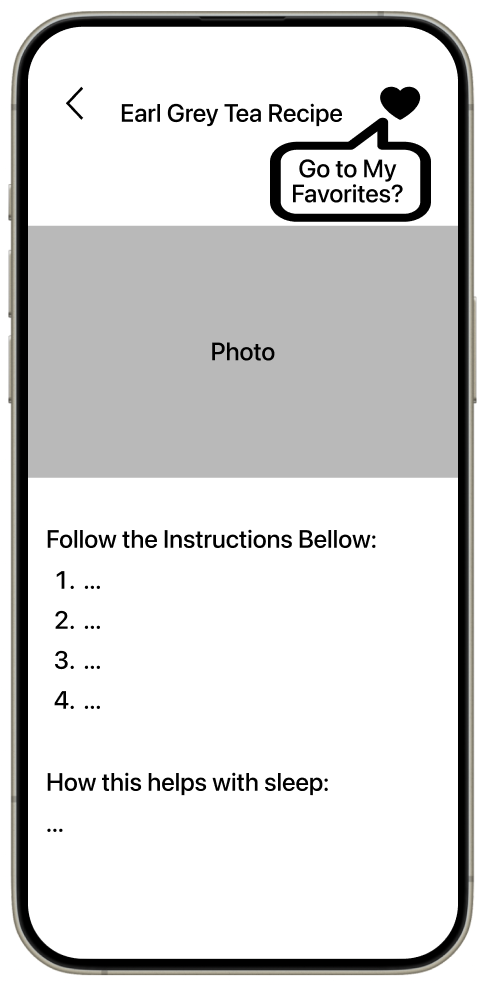 Earl Grey Tea Recipe
Go to My
Favorites?
Photo
Follow the Instructions Bellow:
1. ...
2. ...
3. ...
4. ...
How this helps with sleep:
...